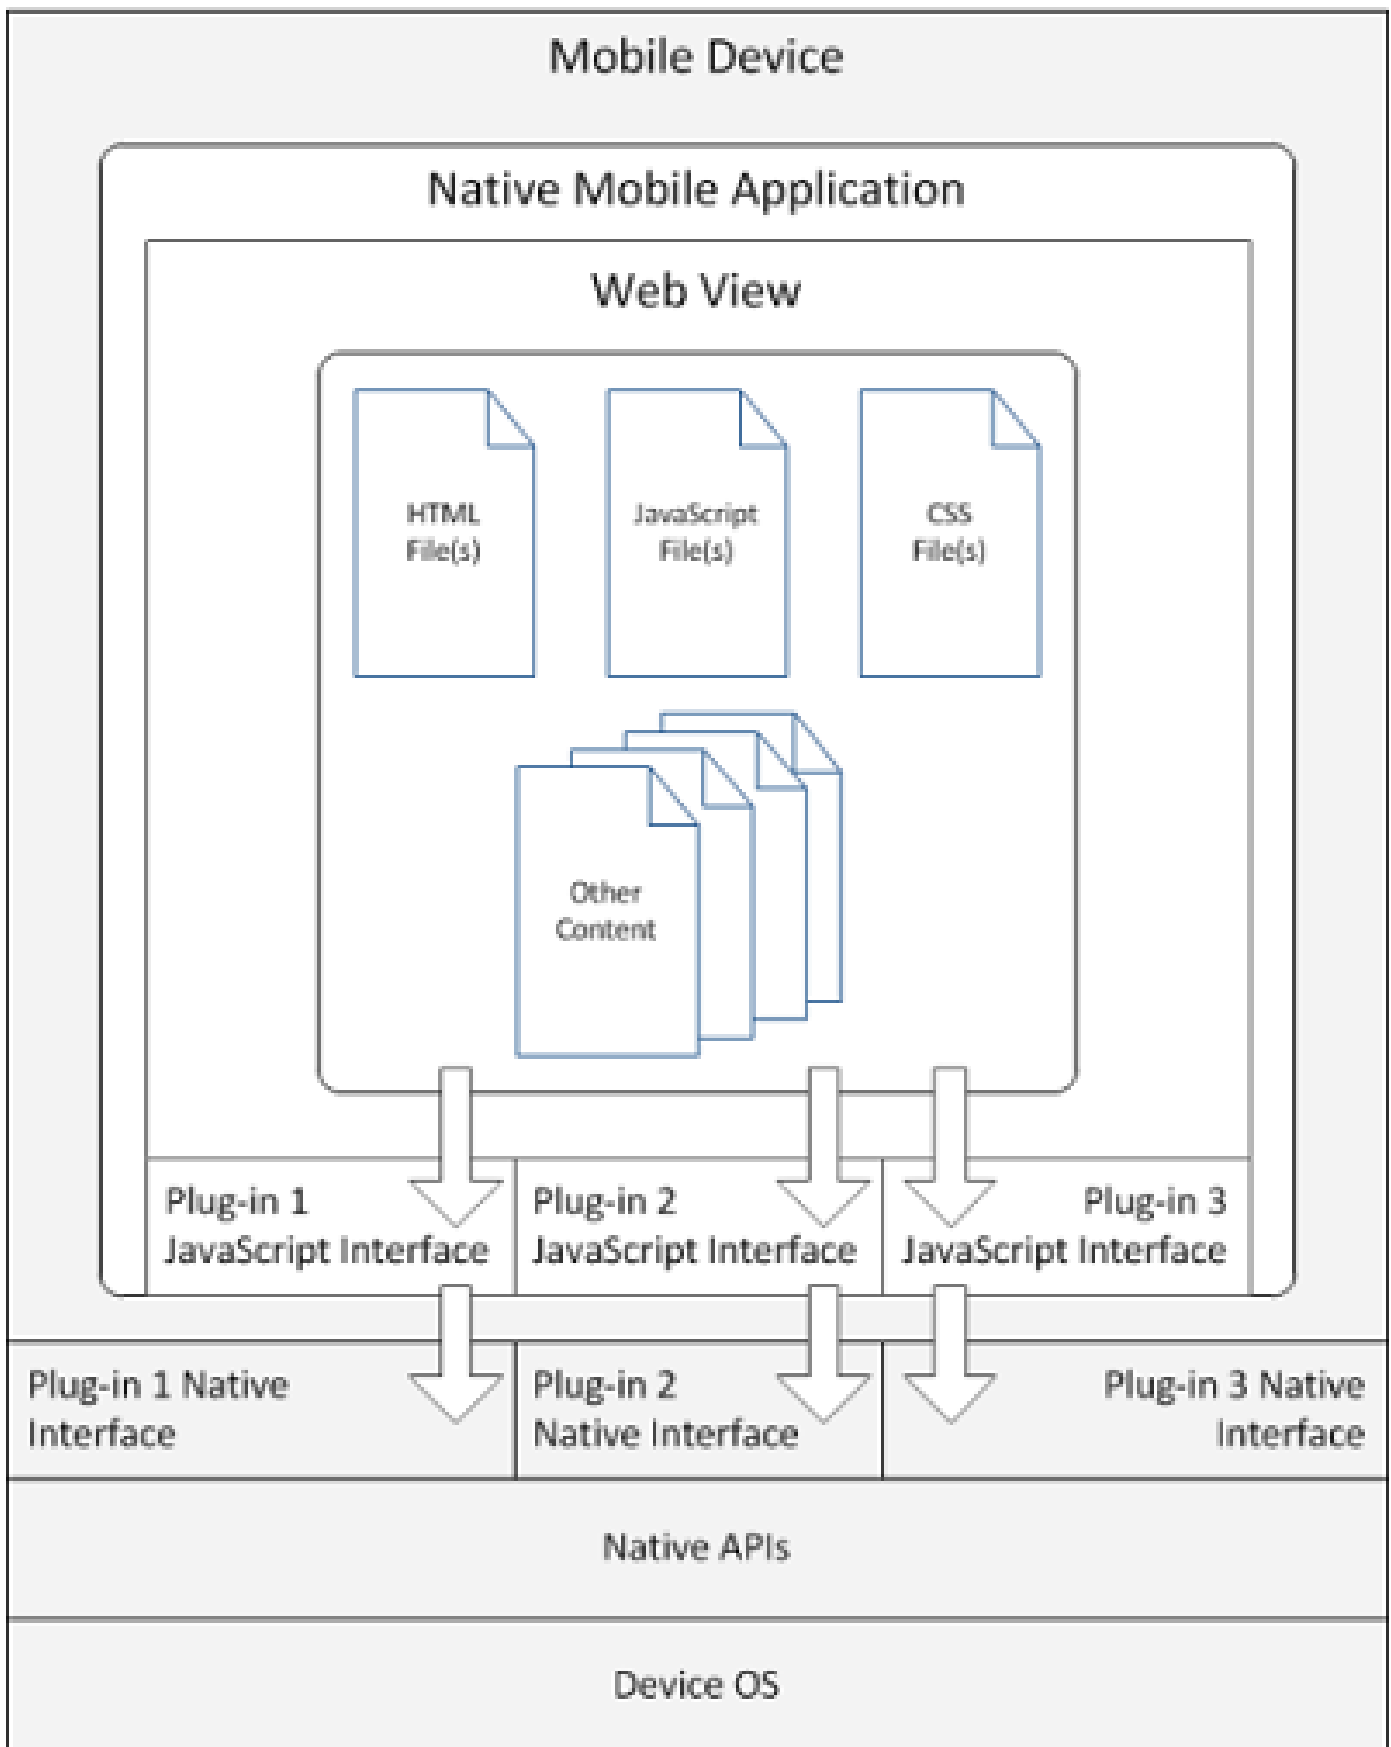 Mobile Device
Native Mobile Application
Web View
HTML
File(s)
JavaScript
File(s)
CSS
File(s)
Other
Content
Plug-in 1
JavaScript Interface
Plug-in 2
JavaScript Interface
Plug-in 3
JavaScript Interface
Plug-in 1 Native
Interface
Plug-in 2
Native Interface
Plug-in 3 Native
Interface
Native APIs
Device OS